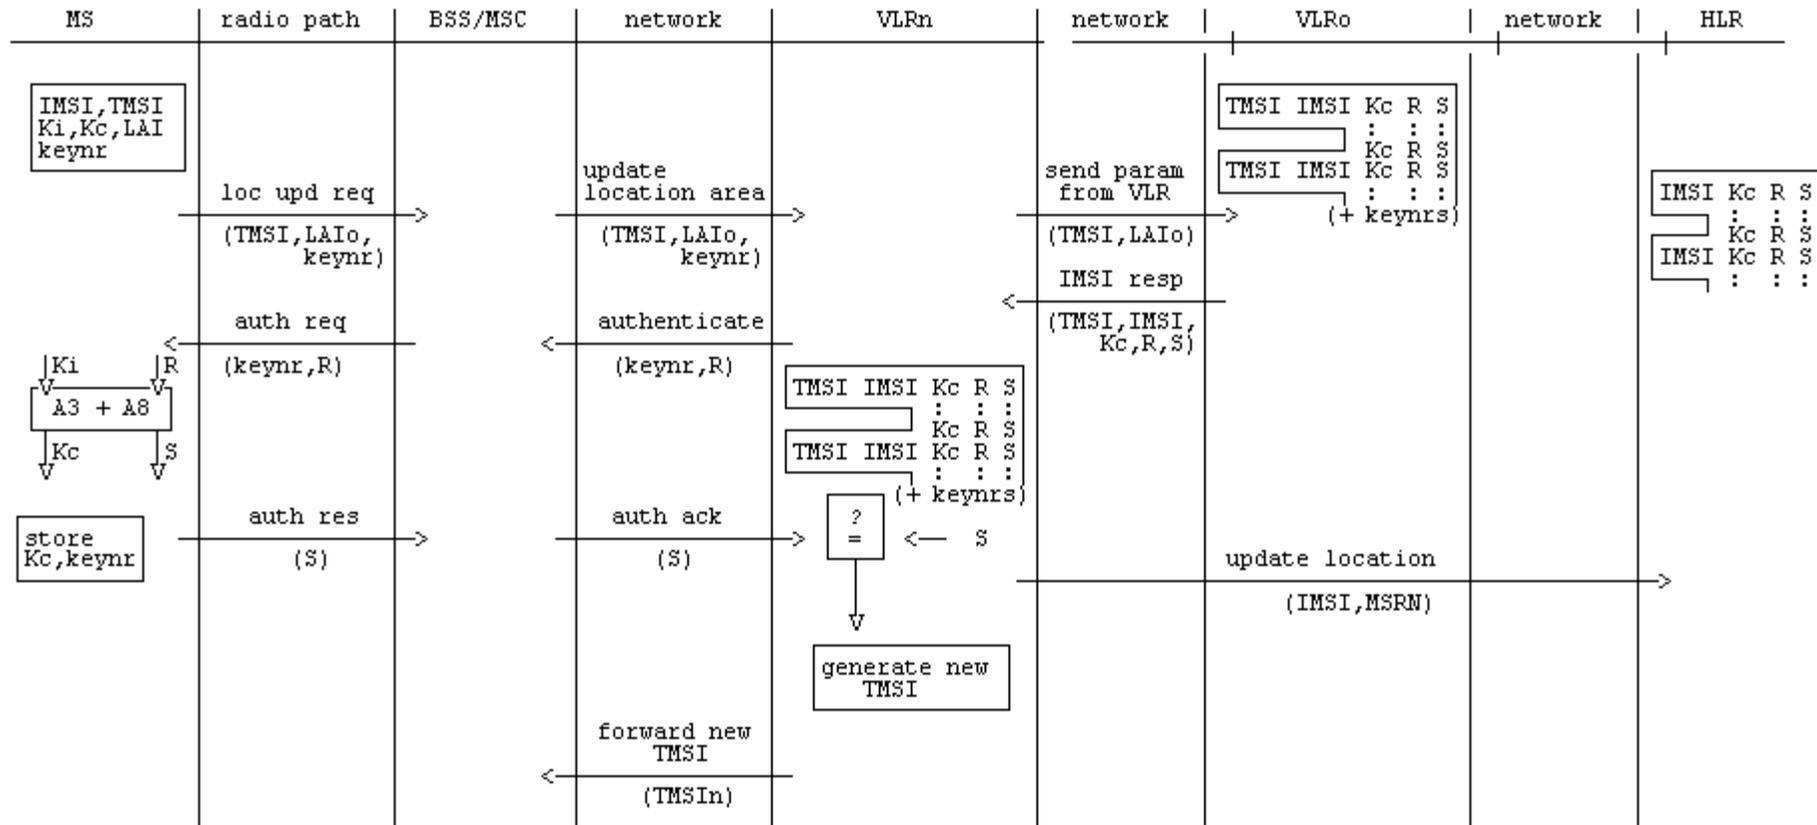 MS radio path BSS/MSC network VLRn network VLRo network HLR
IMSI,TMSI
Ki,Kc,LAI
keynr
TMSI IMSI Kc R S
: : :
Kc R S
TMSI IMSI Kc R S
: : :
(+ keynrs)
IMSI Kc R S
: : :
Kc R S
IMSI Kc R S
: : :
loc upd req
(TMSI,LAIo,
keynr)
update
location area
(TMSI,LAIo,
keynr)
send param
from VLR
(TMSI,LAIo)
IMSI resp
(TMSI,IMSI,
Kc,R,S)
auth req
(keynr,R)
authenticate
(keynr,R)
Ki R
A3 + A8
Kc S
TMSI IMSI Kc R S
: : :
Kc R S
TMSI IMSI Kc R S
: : :
(+ keynrs)
store
Kc,keynr
auth res
(S)
auth ack
(S)
?
=
S
update location
(IMSI,MSRN)
generate new
TMSI
forward new
TMSI
(TMSIn)